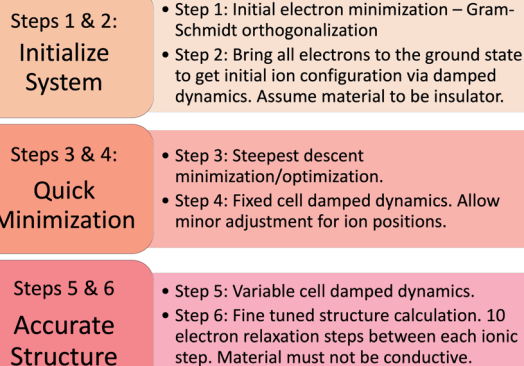 Steps 1 & 2:
Initialize
System
• Step 1: Initial electron minimization – Gram-
Schmidt orthogonalization
• Step 2: Bring all electrons to the ground state
to get initial ion configuration via damped
dynamics. Assume material to be insulator.
Steps 3 & 4:
Quick
Minimization
• Step 3: Steepest descent
minimization/optimization.
• Step 4: Fixed cell damped dynamics. Allow
minor adjustment for ion positions.
Steps 5 & 6
Accurate
Structure
• Step 5: Variable cell damped dynamics.
• Step 6: Fine tuned structure calculation. 10
electron relaxation steps between each ionic
step. Material must not be conductive.